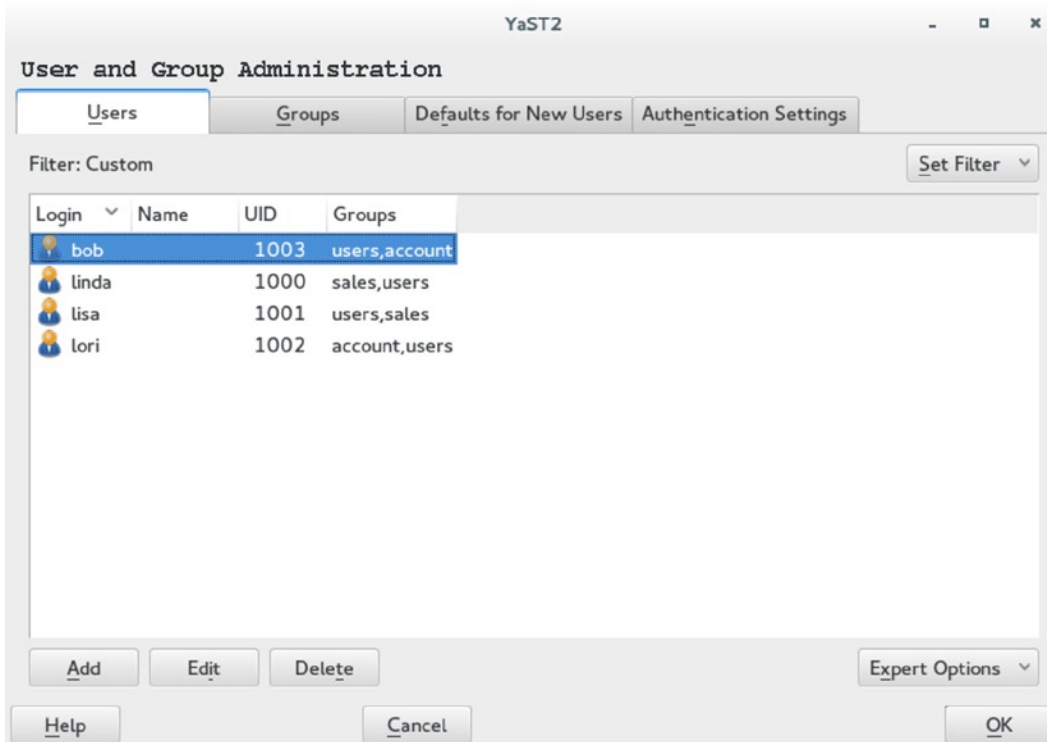 YaST2
User and Group Administration
Users Groups Defaults for New Users Authentication Settings
Filter: Custom Set Filter
Login Name UID Groups
bob 1003 users,account
linda 1000 sales,users
lisa 1001 users,sales
lori 1002 account,users
Add Edit Delete Expert Options
Help Cancel OK